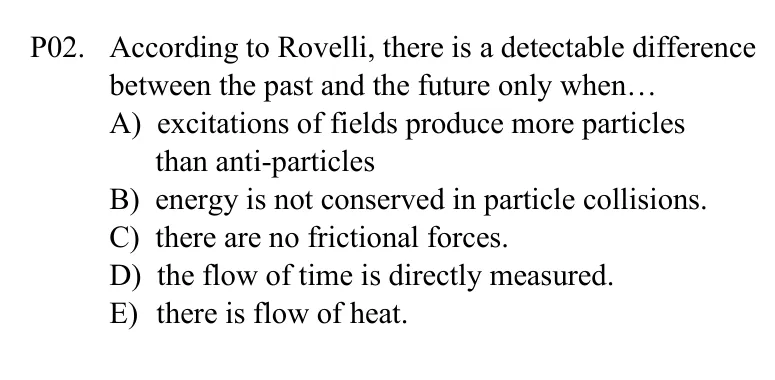 P02. According to Rovelli, there is a detectable difference
between the past and the future only when…
A) excitations of fields produce more particles
than anti-particles
B) energy is not conserved in particle collisions.
C) there are no frictional forces.
D) the flow of time is directly measured.
E) there is flow of heat.